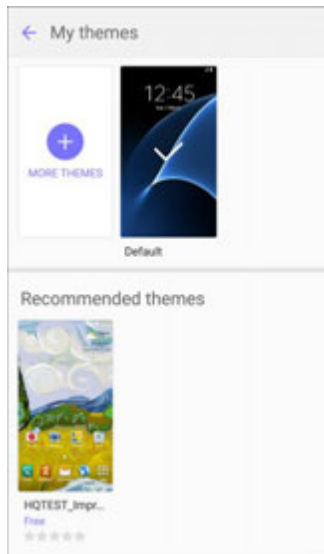 My themes
12:45
MORE THEMES
Default
Recommended themes
HQTEST_Impr...
Free